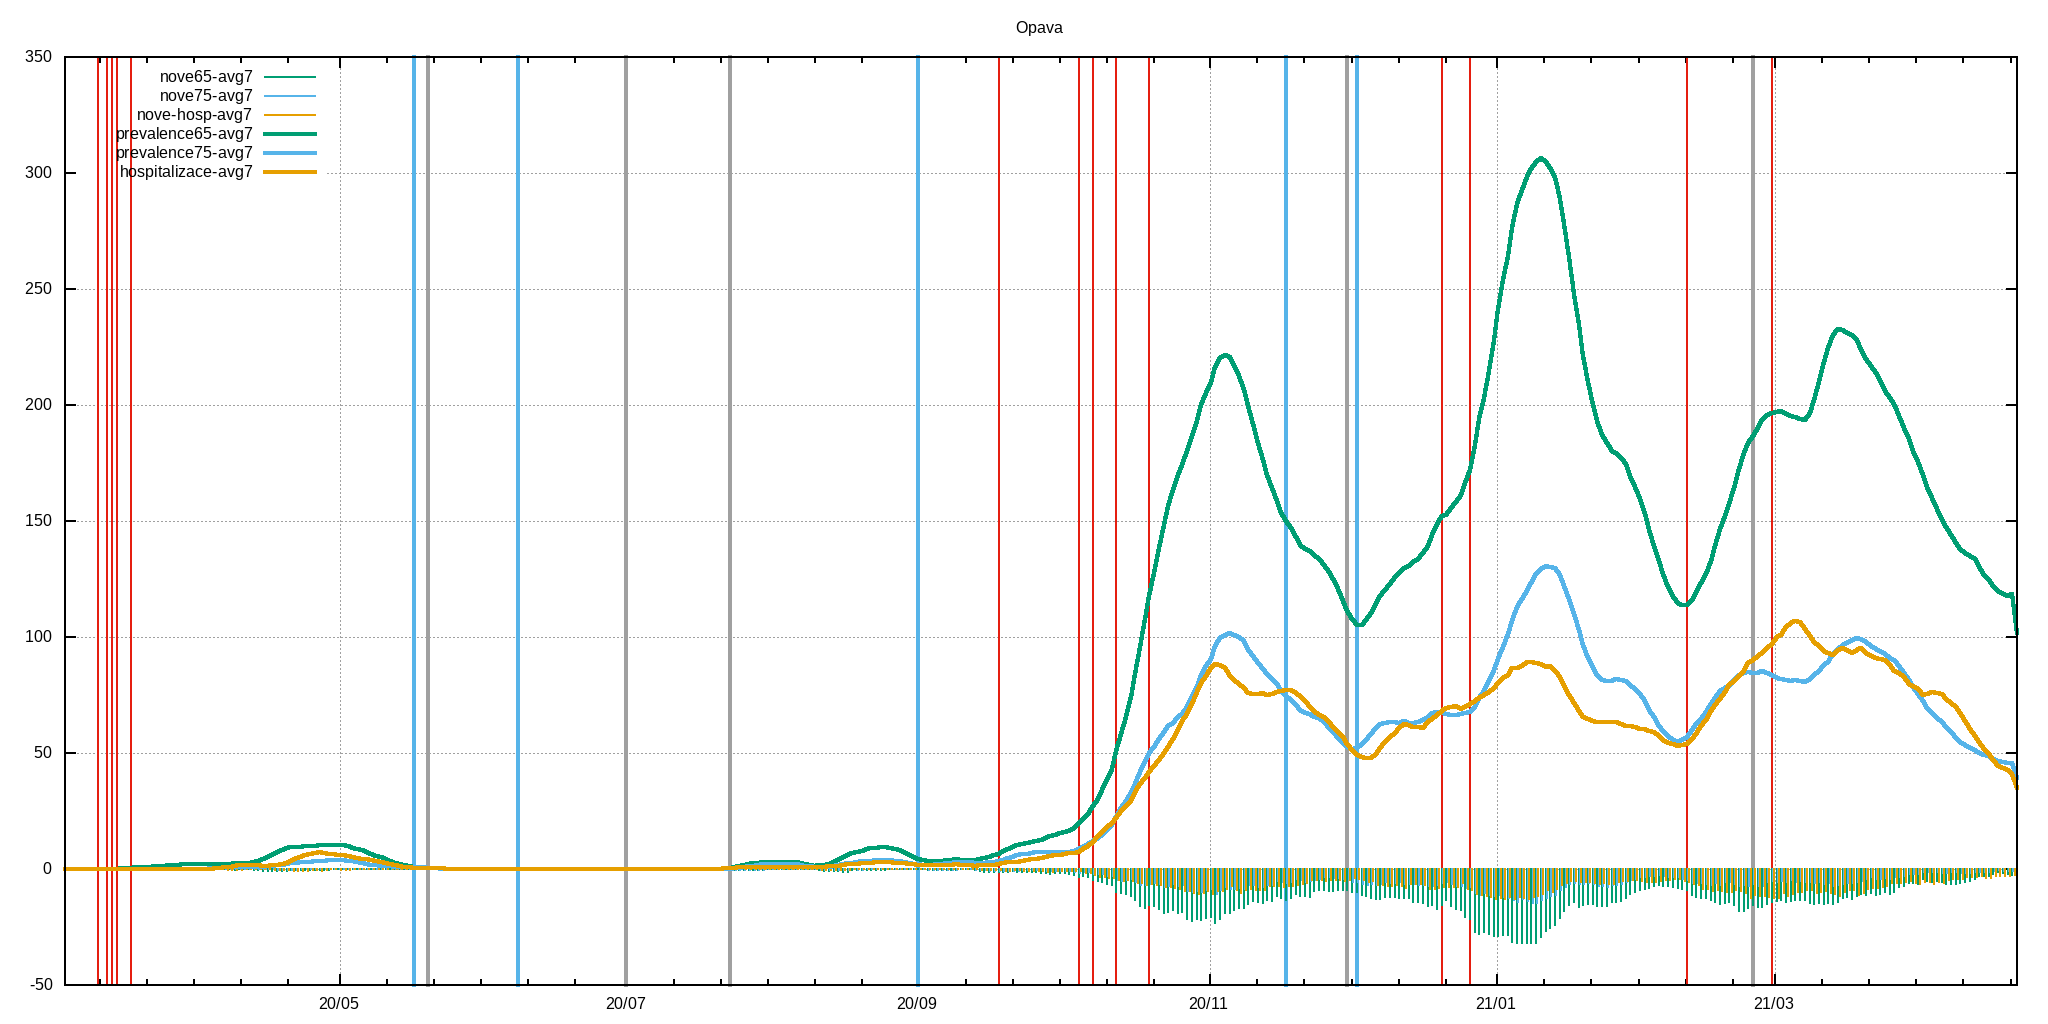 Opava
350
nove65-avg7
nove75-avg7
nove-hosp-avg7
prevalence65-avg7
prevalence75-avg7
hospitalizace-avg7
300
250
200
150
100
50
0
-50
20/05 20/07 20/09 20/11 21/01 21/03